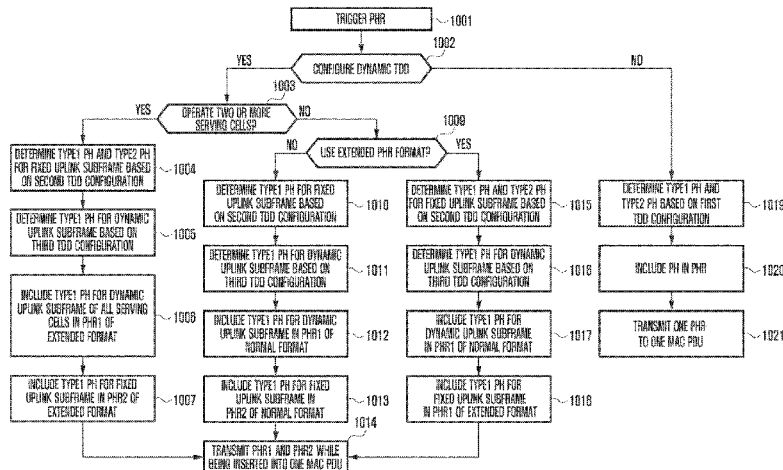 TRIGGER PHR
1001
1002
CONFIGURE DYNAMIC TDD
YES
NO
1003
OPERATE TWO OR MORE
SERVING CELLS?
YES
NO
1009
USE EXTENDED PHR FORMAT?
NO
YES
DETERMINE TYPE1 PH AND TYPE2 PH
FOR FIXED UPLINK SUBFRAME BASED
ON SECOND TDD CONFIGURATION
1004
DETERMINE TYPE1 PH FOR DYNAMIC
UPLINK SUBFRAME BASED ON
THIRD TDD CONFIGURATION
1005
INCLUDE TYPE1 PH FOR DYNAMIC
UPLINK SUBFRAME OF ALL SERVING
CELLS IN PHR1 OF
EXTENDED FORMAT
1006
INCLUDE TYPE1 PH FOR FIXED
UPLINK SUBFRAME IN PHR2 OF
EXTENDED FORMAT
1007
DETERMINE TYPE1 PH FOR FIXED
UPLINK SUBFRAME BASED
ON SECOND TDD CONFIGURATION
1010
DETERMINE TYPE1 PH FOR DYNAMIC
UPLINK SUBFRAME BASED ON
THIRD TDD CONFIGURATION
1011
INCLUDE TYPE1 PH FOR DYNAMIC
UPLINK SUBFRAME IN PHR1 OF
NORMAL FORMAT
1012
INCLUDE TYPE1 PH FOR FIXED
UPLINK SUBFRAME IN
PHR2 OF NORMAL FORMAT
1013
1014
TRANSMIT PHR1 AND PHR2 WHILE
BEING INSERTED INTO ONE MAC PDU
DETERMINE TYPE1 PH AND TYPE2 PH
FOR FIXED UPLINK SUBFRAME BASED
ON SECOND TDD CONFIGURATION
1015
DETERMINE TYPE1 PH FOR DYNAMIC
UPLINK SUBFRAME BASED ON
THIRD TDD CONFIGURATION
1016
INCLUDE TYPE1 PH FOR
DYNAMIC UPLINK SUBFRAME
IN PHR1 OF NORMAL FORMAT
1017
INCLUDE TYPE1 PH FOR
FIXED UPLINK SUBFRAME
IN PHR1 OF EXTENDED FORMAT
1018
DETERMINE TYPE1 PH AND
TYPE2 PH BASED ON FIRST
TDD CONFIGURATION
1019
INCLUDE PH IN PHR
1020
TRANSMIT ONE PHR
TO ONE MAC PDU
1021